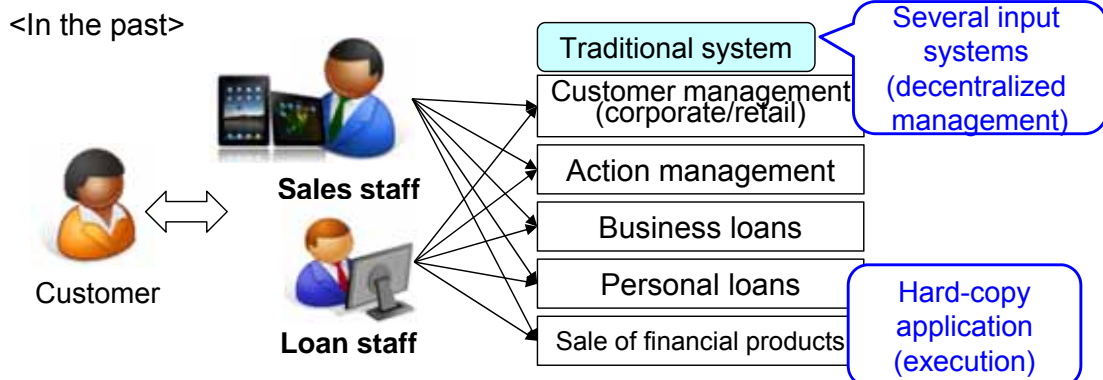 <In the past>
Traditional system
Several input
systems
(decentralized
management)
Customer management
(corporate/retail)
Action management
Business loans
Personal loans
Sale of financial products
Hard-copy
application
(execution)
Sales staff
Customer
Loan staff